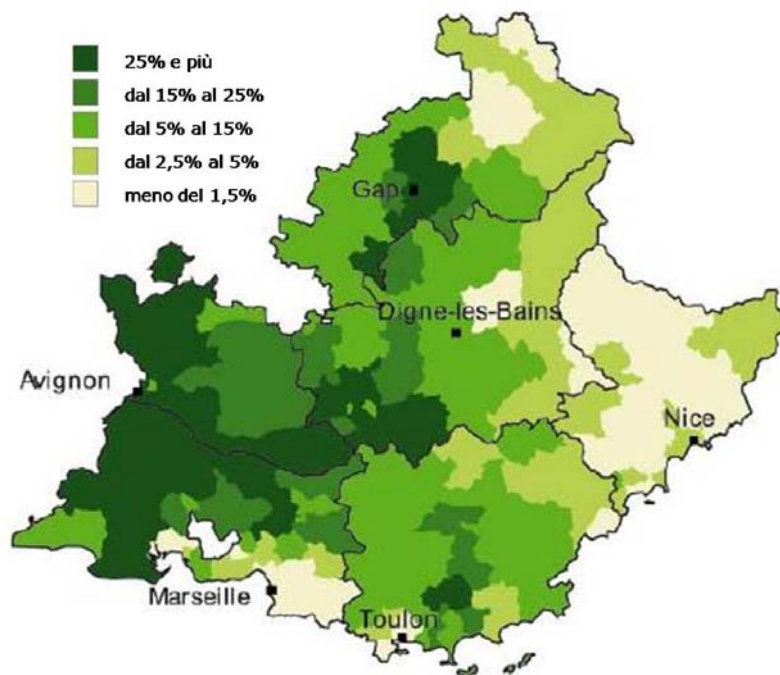 25% e più
dal 15% al 25%
dal 5% al 15%
dal 2,5% al 5%
meno del 1,5%
Gap
Digne-les-Bains
Avignon
Nice
Marseille
Toulon